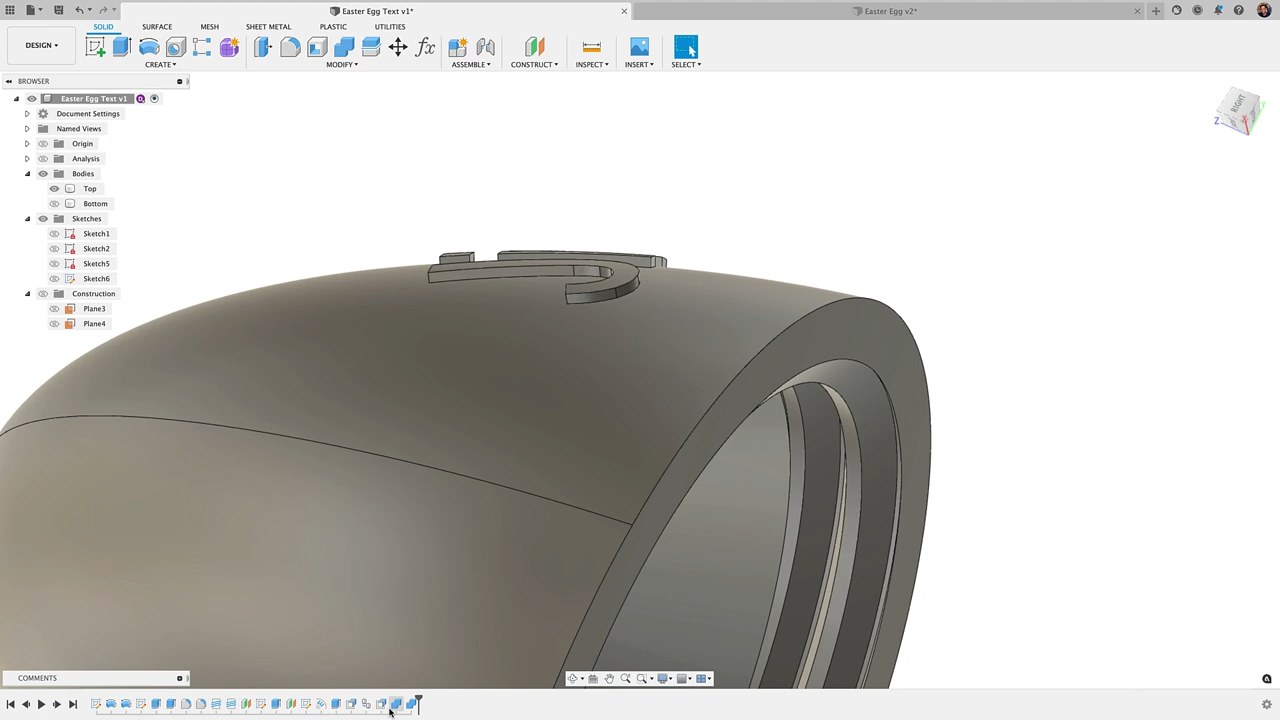 Easter Egg Text v1*
Easter Egg v2*
SOLID SURFACE MESH SHEET METAL PLASTIC UTILITIES
DESIGN
CREATE MODIFY ASSEMBLE CONSTRUCT INSPECT INSERT SELECT
BROWSER
Easter Egg Text v1
Document Settings
Named Views
Origin
Analysis
Bodies
Top
Bottom
Sketches
Sketch1
Sketch2
Sketch5
Sketch6
Construction
Plane3
Plane4
RIGHT
Z
COMMENTS